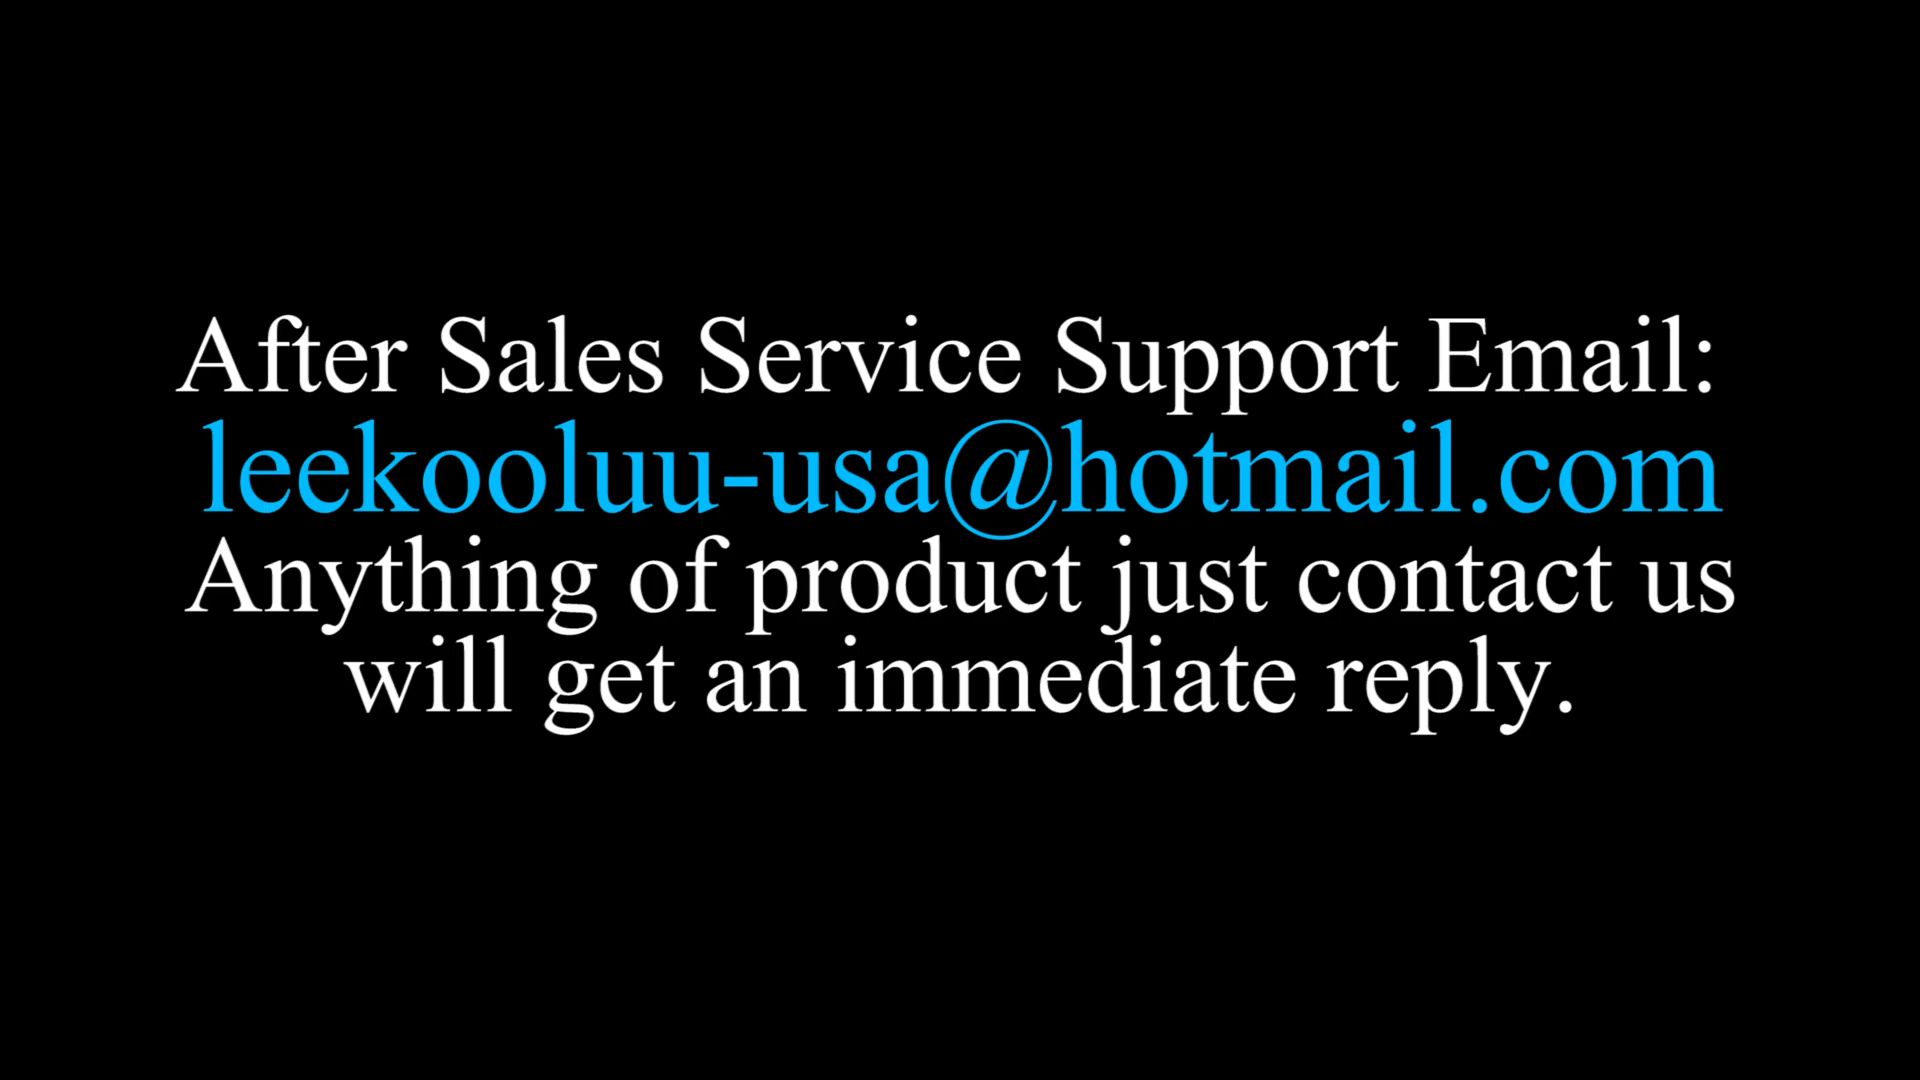 After Sales Service Support Email:
leekooluu-usa@hotmail.com
Anything of product just contact us
will get an immediate reply.